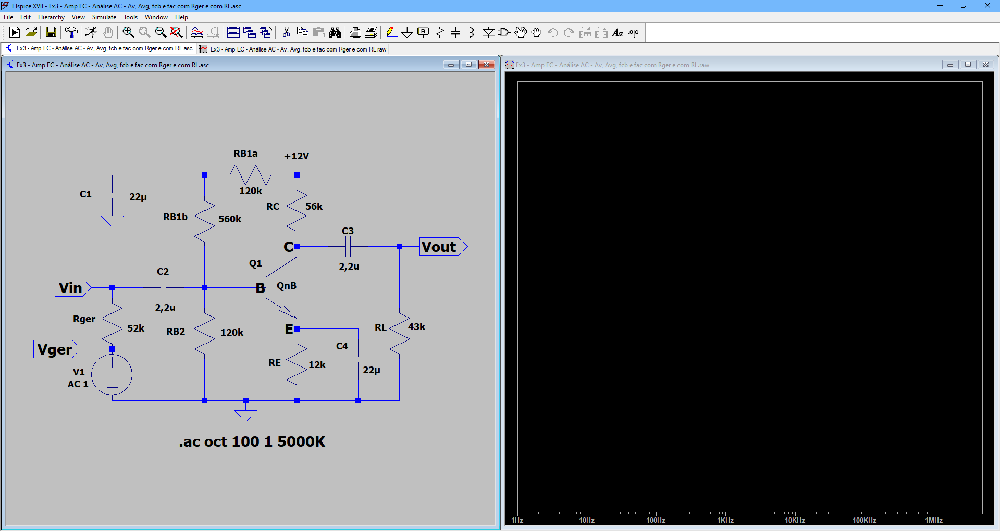 LTspice XVII - Ex3 - Amp EC - Análise AC - Av, Avg, fcb e fac com Rger e com RL.asc
File Edit Hierarchy View Simulate Tools Window Help
Ex3 - Amp EC - Análise AC - Av, Avg, fcb e fac com Rger e com RL.asc
Ex3 - Amp EC - Análise AC - Av, Avg, fcb e fac com Rger e com RL.raw
Ex3 - Amp EC - Análise AC - Av, Avg, fcb e fac com Rger e com RL.asc
Ex3 - Amp EC - Análise AC - Av, Avg, fcb e fac com Rger e com RL.raw
Aa .op
RB1a
+12V
120k
C1
22µ
RC
56k
RB1b
560k
C3
C
Vout
Q1
2,2u
C2
Vin
B
QnB
2,2u
Rger
52k
RB2
120k
E
RL
43k
Vger
C4
RE
12k
22µ
V1
AC 1
.ac oct 100 1 5000K
1Hz 10Hz 100Hz 1KHz 10KHz 100KHz 1MHz